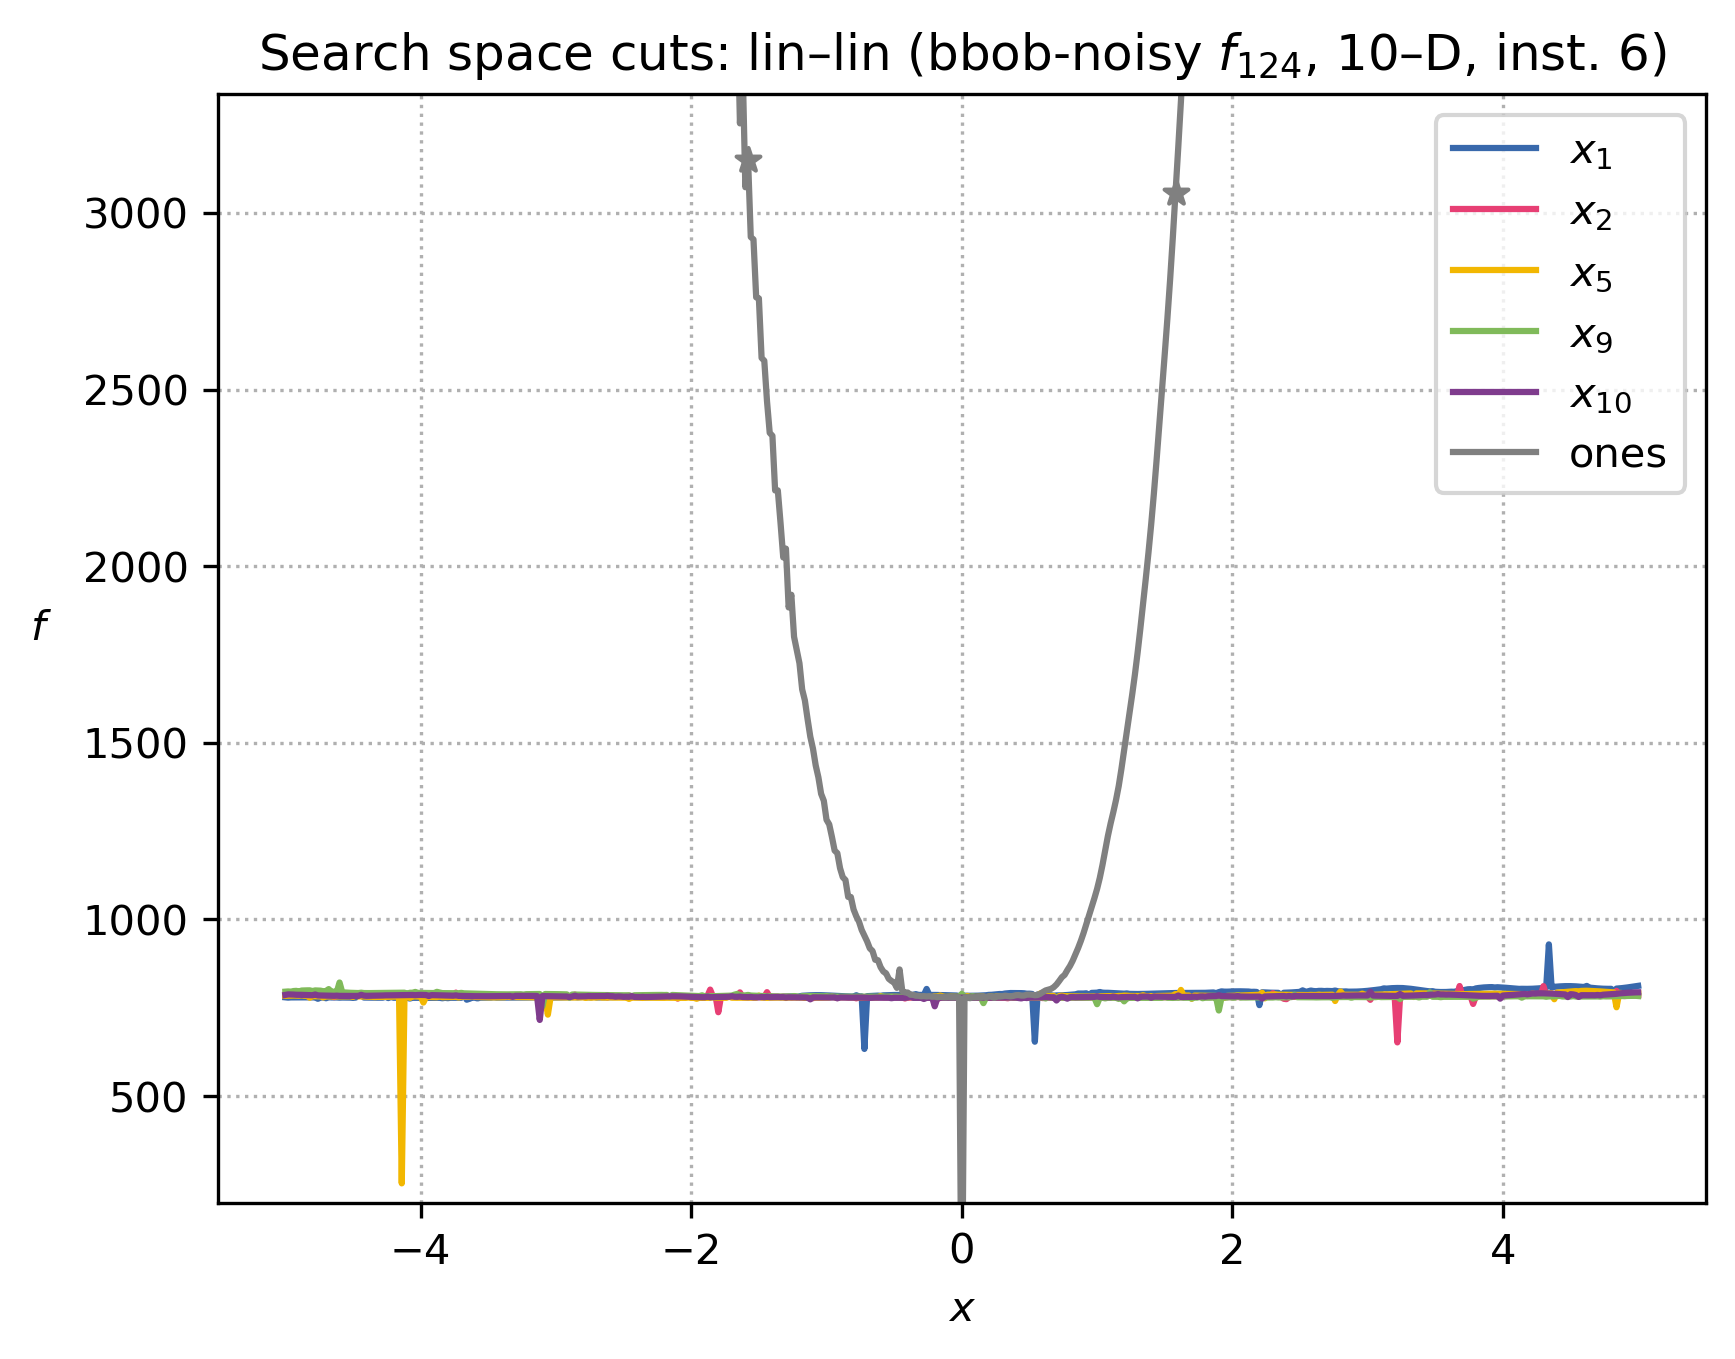 Search space cuts: lin–lin (bbob-noisy f₁₂₄, 10–D, inst. 6)
x₁
x₂
x₅
x₉
x₁₀
ones
3000
2500
2000
1500
1000
500
f
−4
−2
0
2
4
x